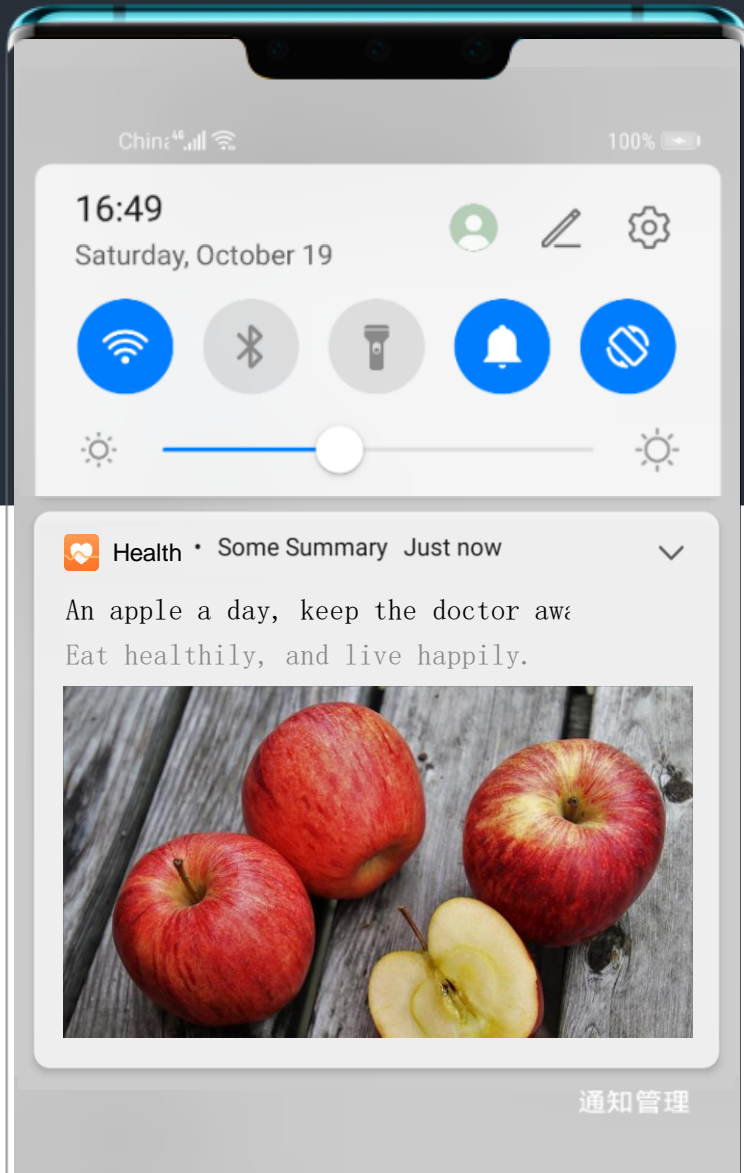 China 4G 100%
16:49
Saturday, October 19
Health • Some Summary Just now
An apple a day, keep the doctor
Eat healthily, and live happily.
通知管理